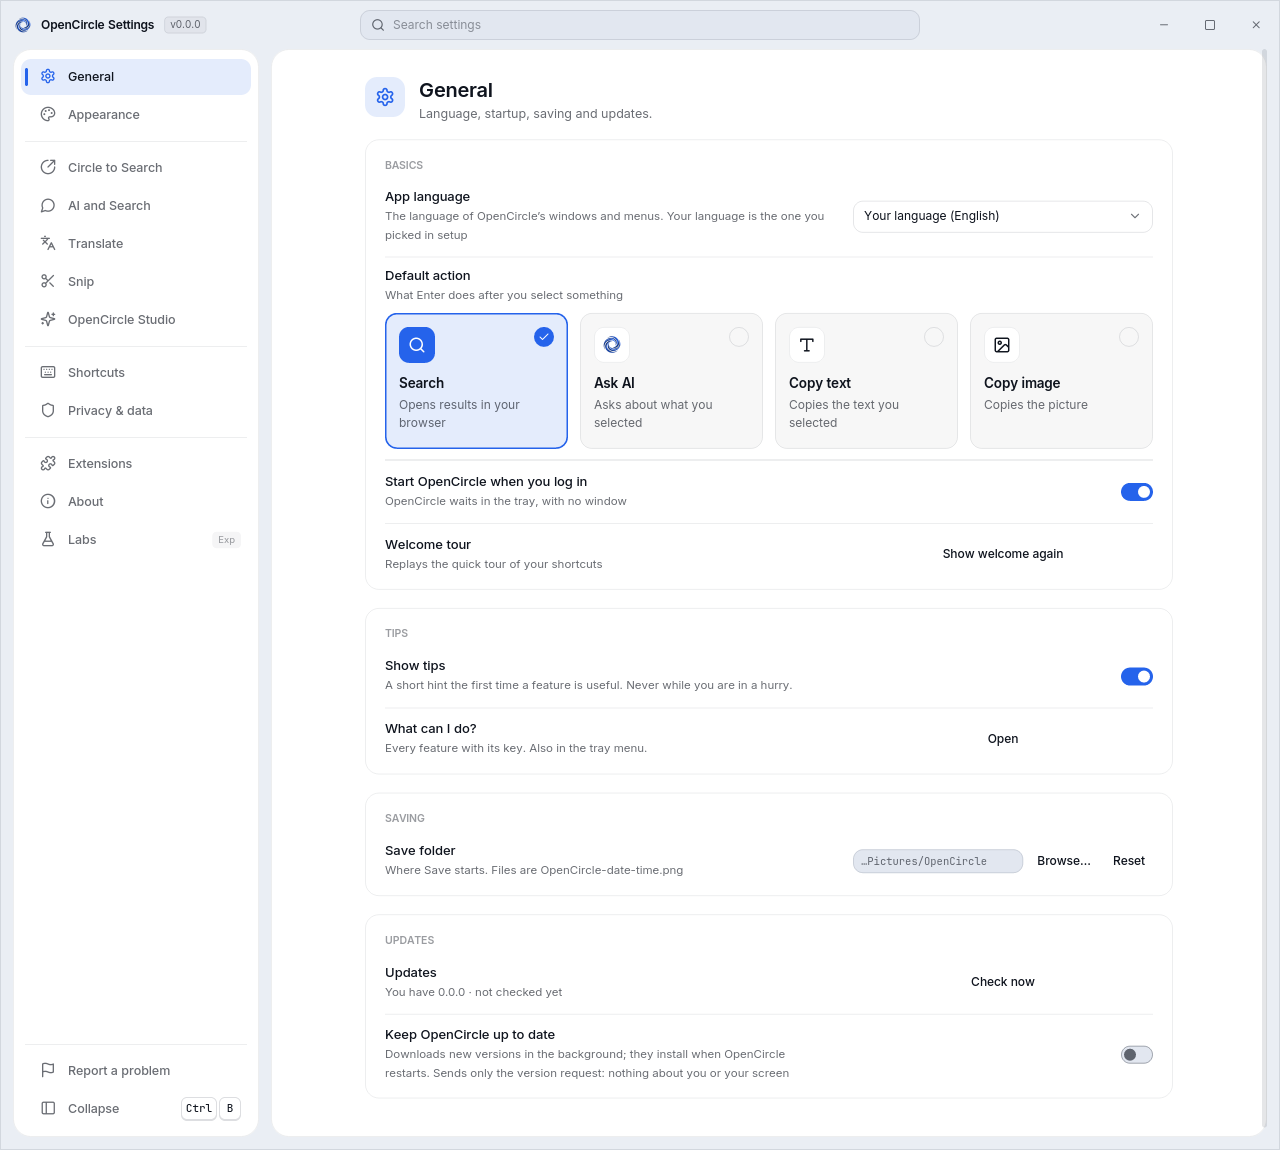 OpenCircle Settings v0.0.0
Search settings
General
Appearance
Circle to Search
AI and Search
Translate
Snip
OpenCircle Studio
Shortcuts
Privacy & data
Extensions
About
Labs Exp
Report a problem
Collapse Ctrl B
General
Language, startup, saving and updates.
BASICS
App language
The language of OpenCircle’s windows and menus. Your language is the one you
picked in setup
Your language (English)
Default action
What Enter does after you select something
Search
Opens results in your
browser
Ask AI
Asks about what you
selected
Copy text
Copies the text you
selected
Copy image
Copies the picture
Start OpenCircle when you log in
OpenCircle waits in the tray, with no window
Welcome tour
Replays the quick tour of your shortcuts
Show welcome again
TIPS
Show tips
A short hint the first time a feature is useful. Never while you are in a hurry.
What can I do?
Every feature with its key. Also in the tray menu.
Open
SAVING
Save folder
Where Save starts. Files are OpenCircle-date-time.png
…Pictures/OpenCircle Browse… Reset
UPDATES
Updates
You have 0.0.0 · not checked yet
Check now
Keep OpenCircle up to date
Downloads new versions in the background; they install when OpenCircle
restarts. Sends only the version request: nothing about you or your screen